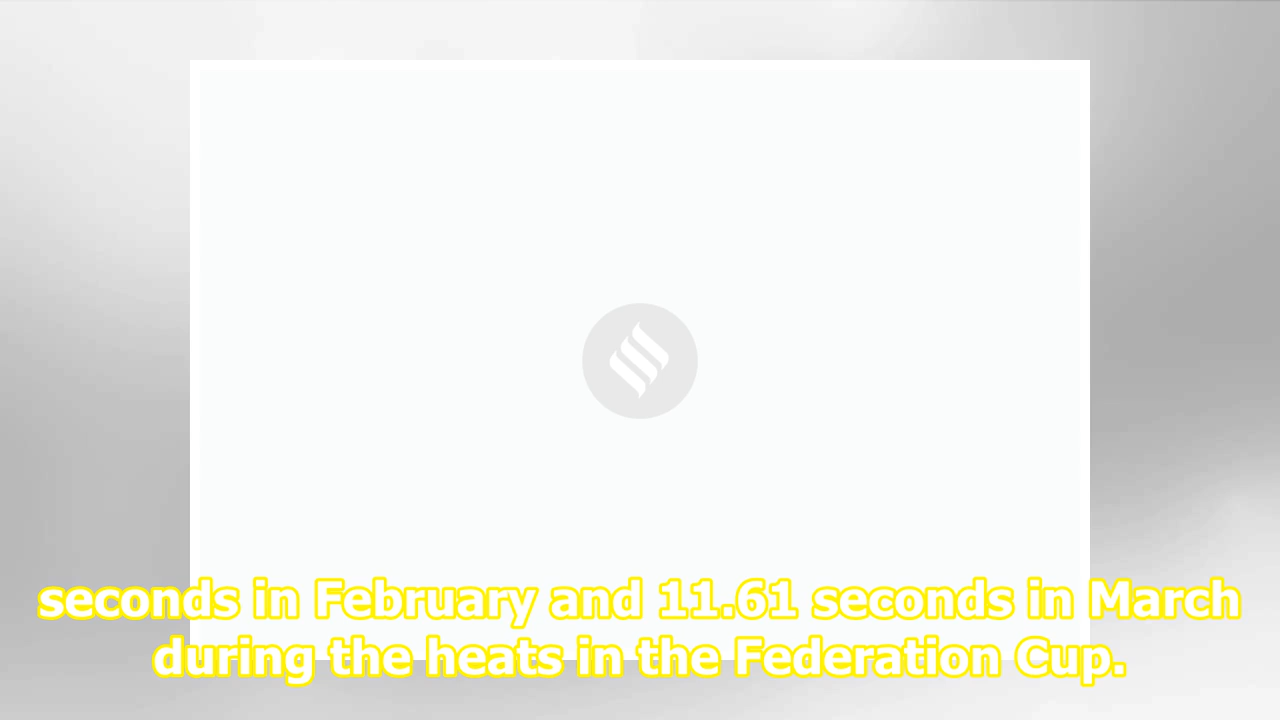 seconds in February and 11.61 seconds in March
during the heats in the Federation Cup.